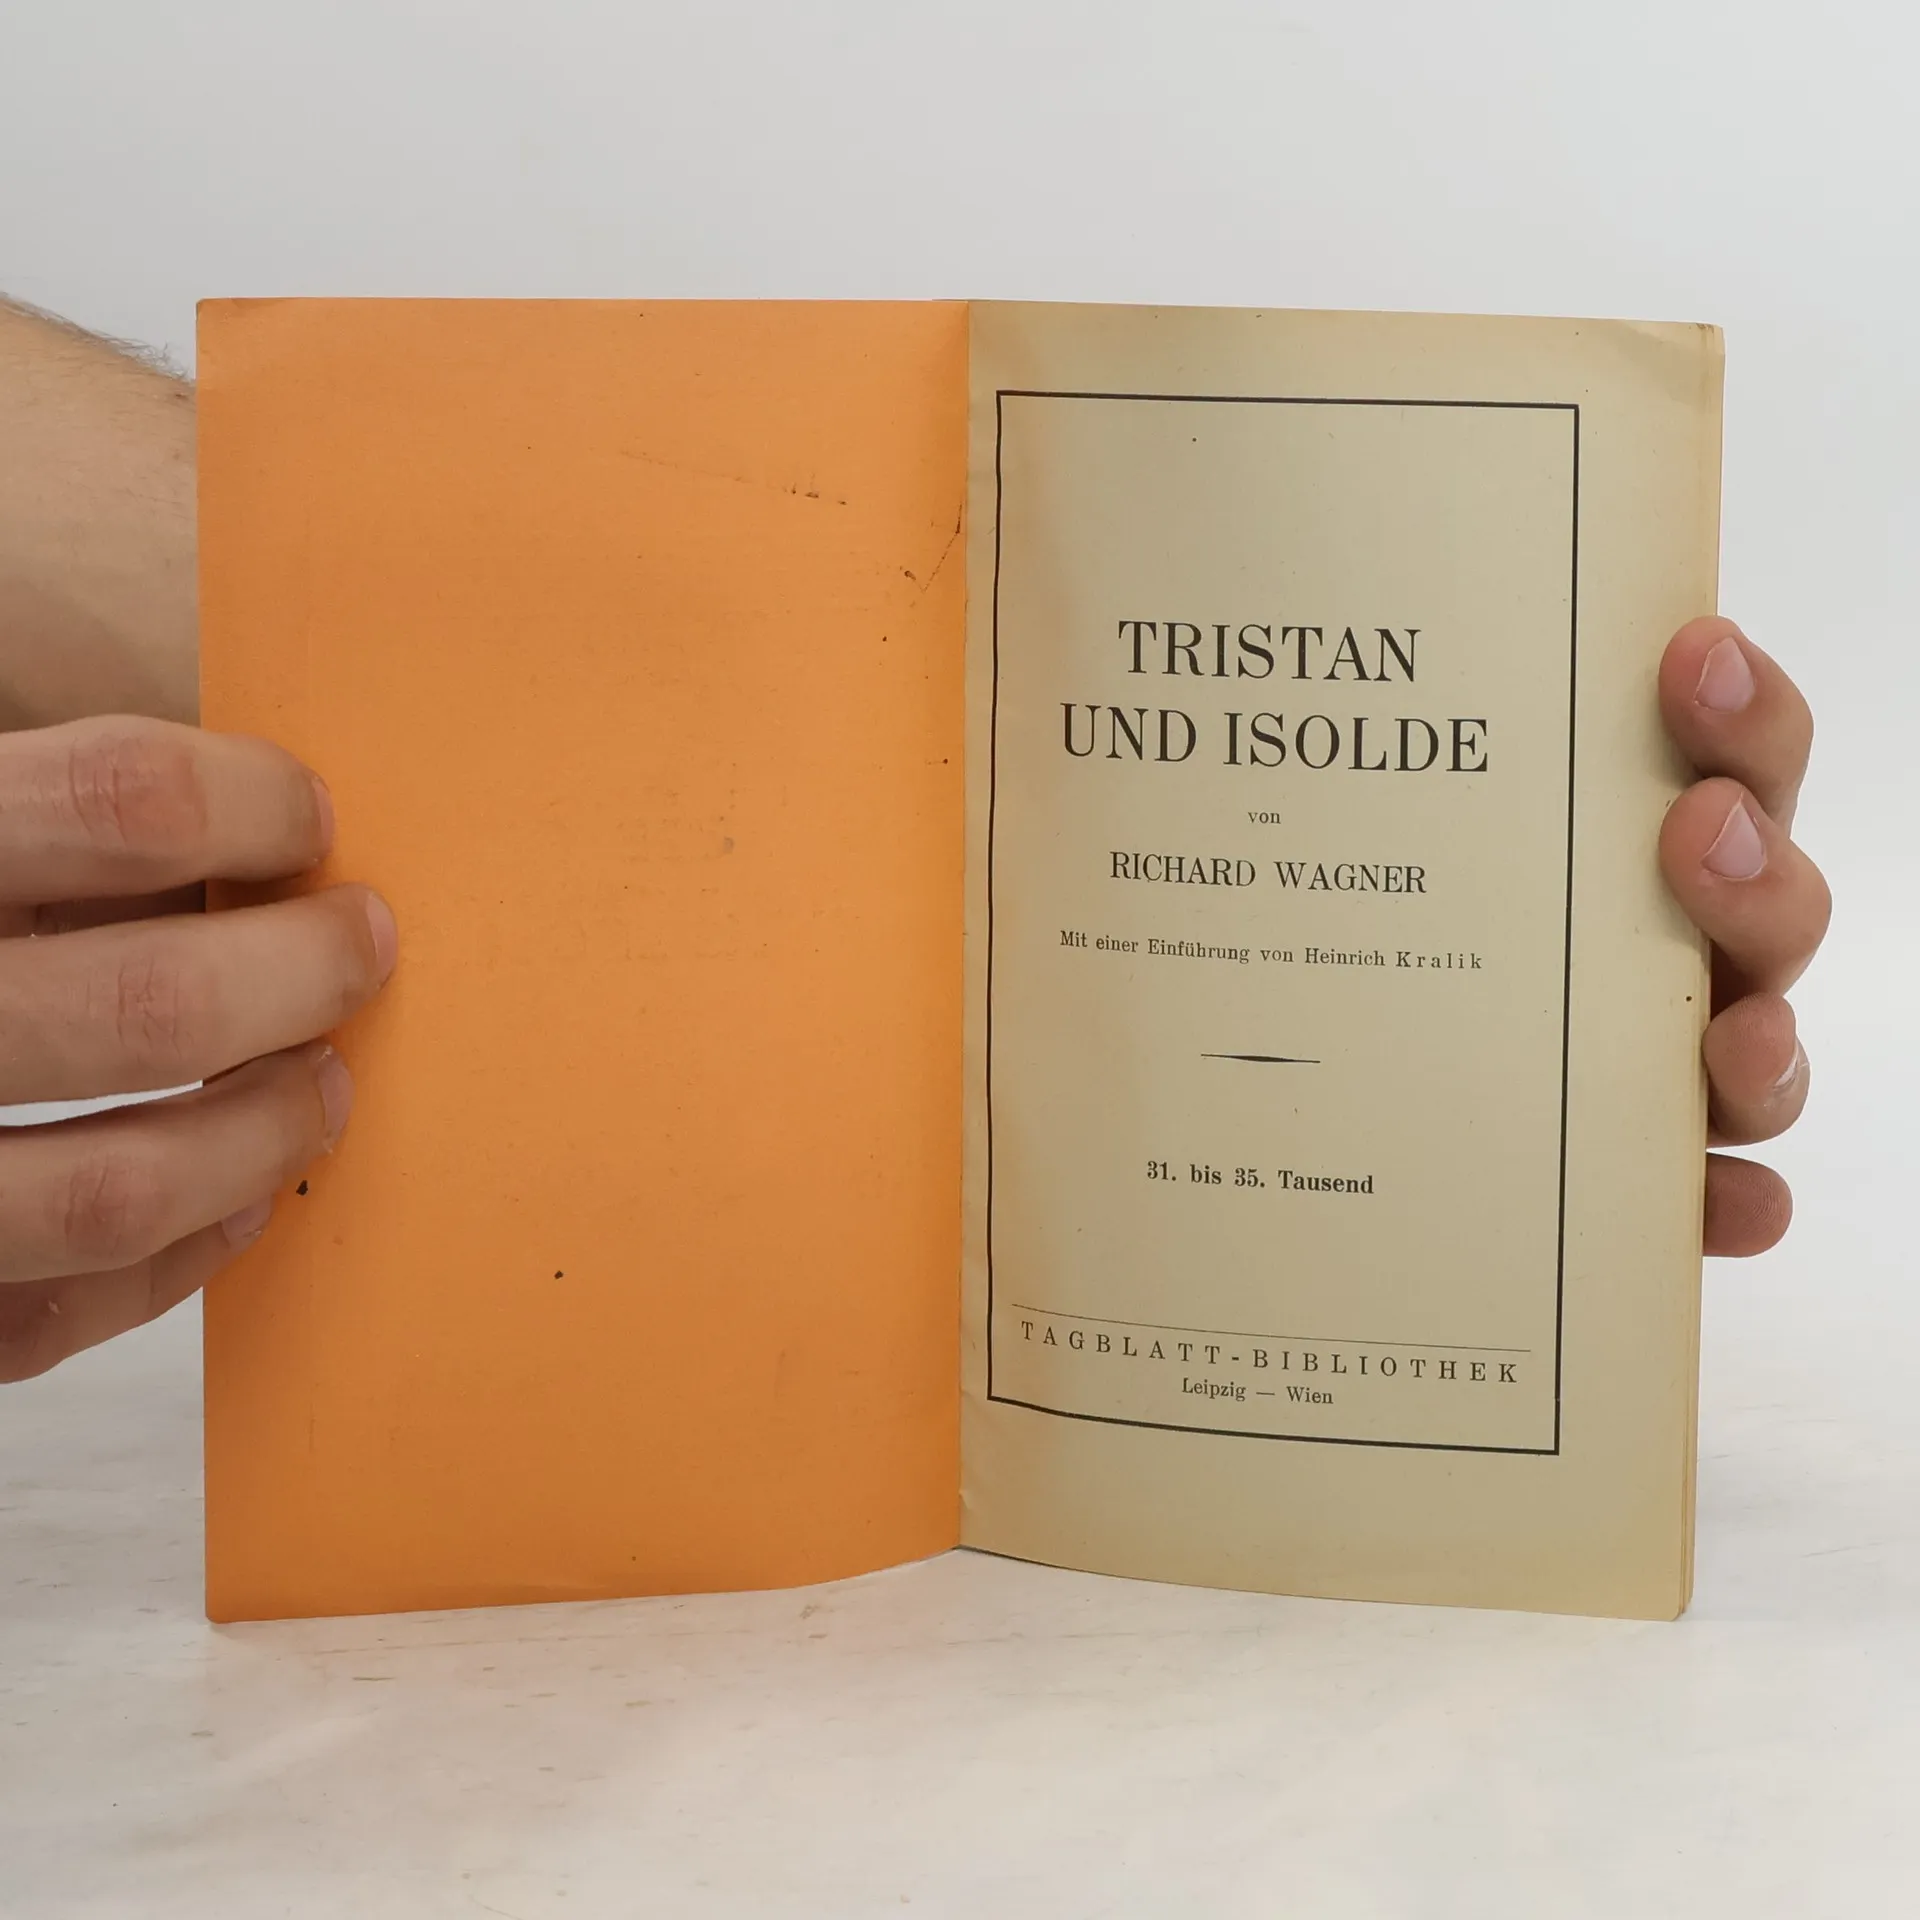 TRISTAN
UND ISOLDE
von
RICHARD WAGNER
Mit einer Einführung von Heinrich Kralik
31. bis 35. Tausend
TAGBLATT-BIBLIOTHEK
Leipzig — Wien